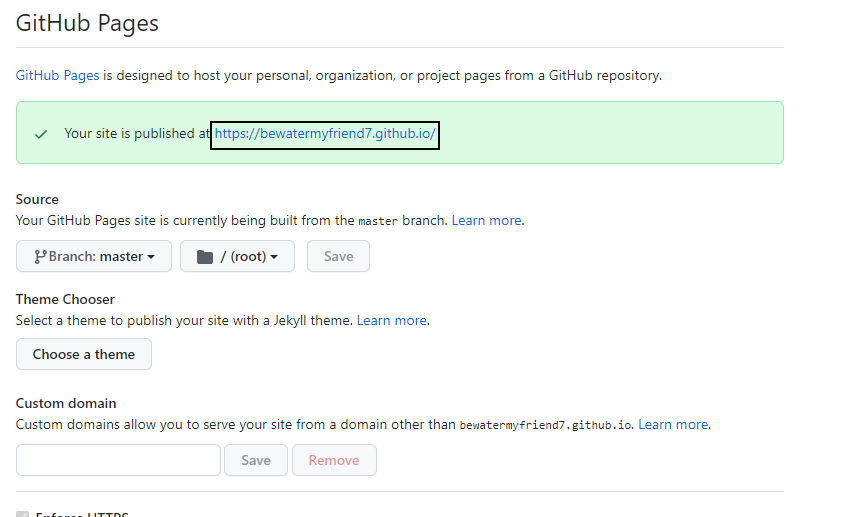 GitHub Pages
GitHub Pages is designed to host your personal, organization, or project pages from a GitHub repository.
Your site is published at https://bewatermyfriend7.github.io/
Source
Your GitHub Pages site is currently being built from the master branch. Learn more.
Branch: master / (root) Save
Theme Chooser
Select a theme to publish your site with a Jekyll theme. Learn more.
Choose a theme
Custom domain
Custom domains allow you to serve your site from a domain other than bewatermyfriend7.github.io. Learn more.
Save Remove
Enforce HTTPS